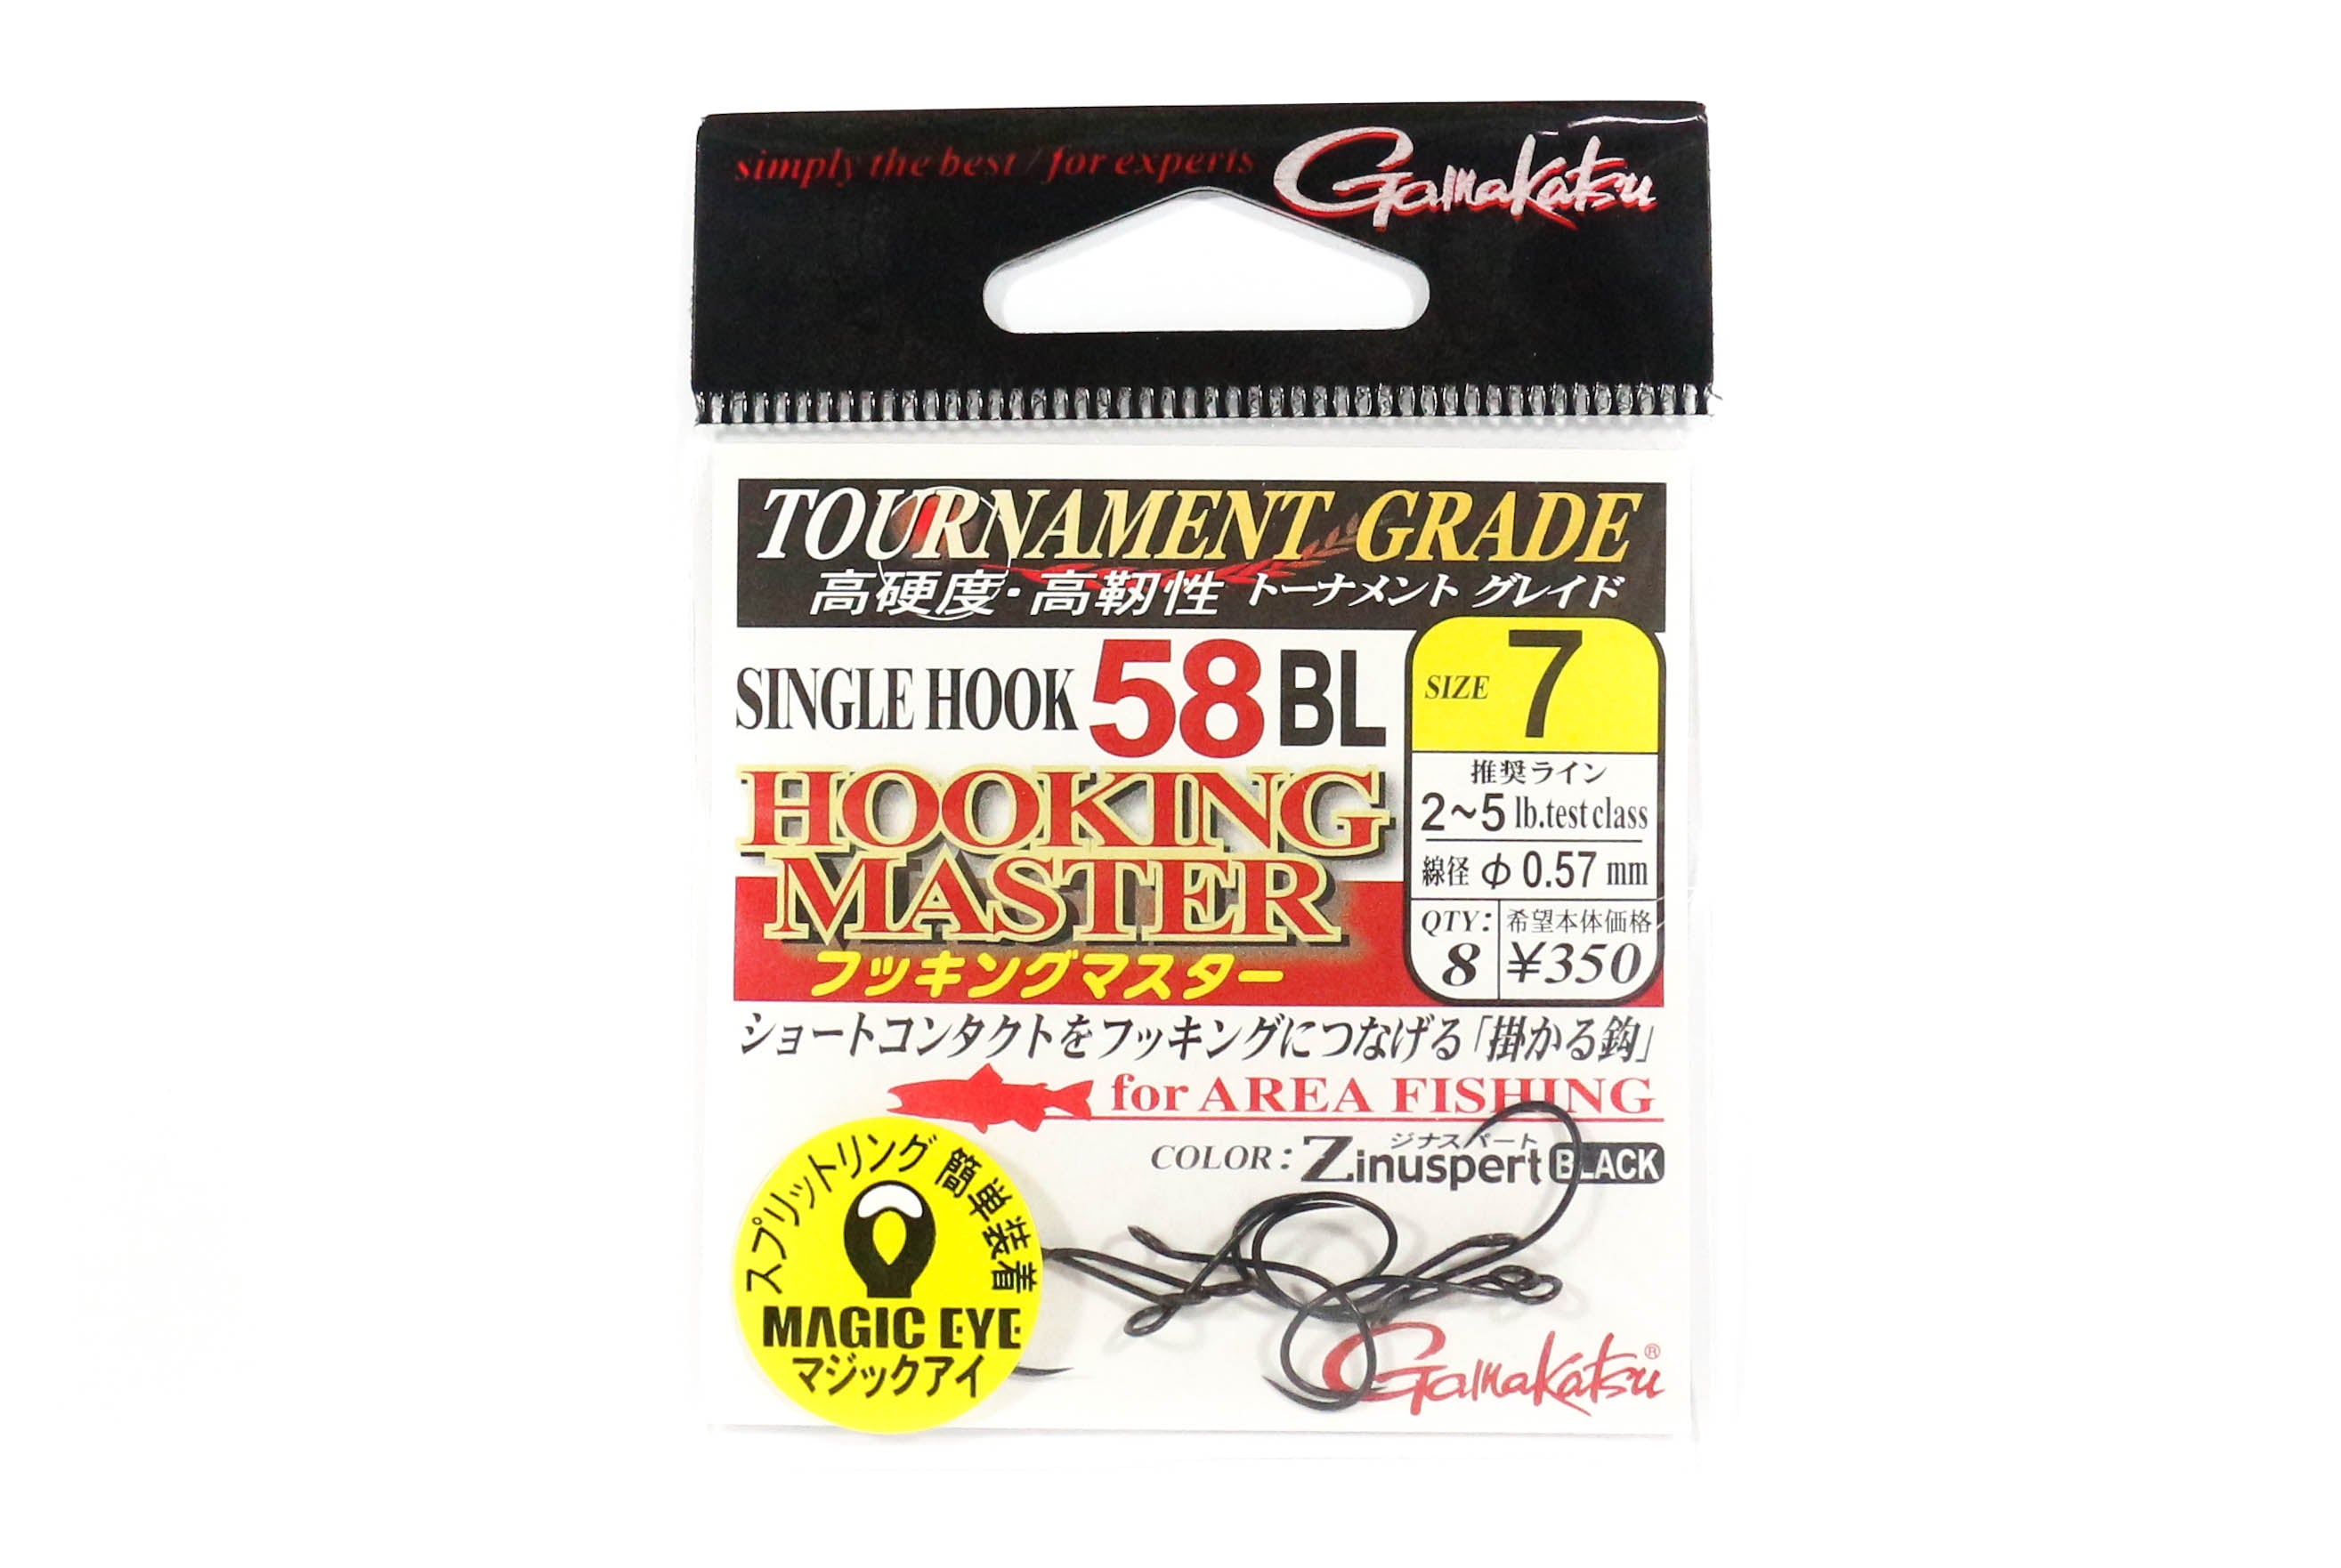 simply the best / for experts
Gamakatsu
TOURNAMENT GRADE
高硬度・高靭性 トーナメント グレイド
SINGLE HOOK 58 BL
SIZE 7
推奨ライン
2~5 lb.test class
線径 φ 0.57 mm
QTY: 8
希望本体価格
¥350
HOOKING
MASTER
フッキングマスター
ショートコンタクトをフッキングにつなげる「掛かる鈎」
for AREA FISHING
ジナスパート
COLOR: Zinuspert BLACK
スプリットリング 簡単装着
MAGIC EYE
マジックアイ
Gamakatsu®